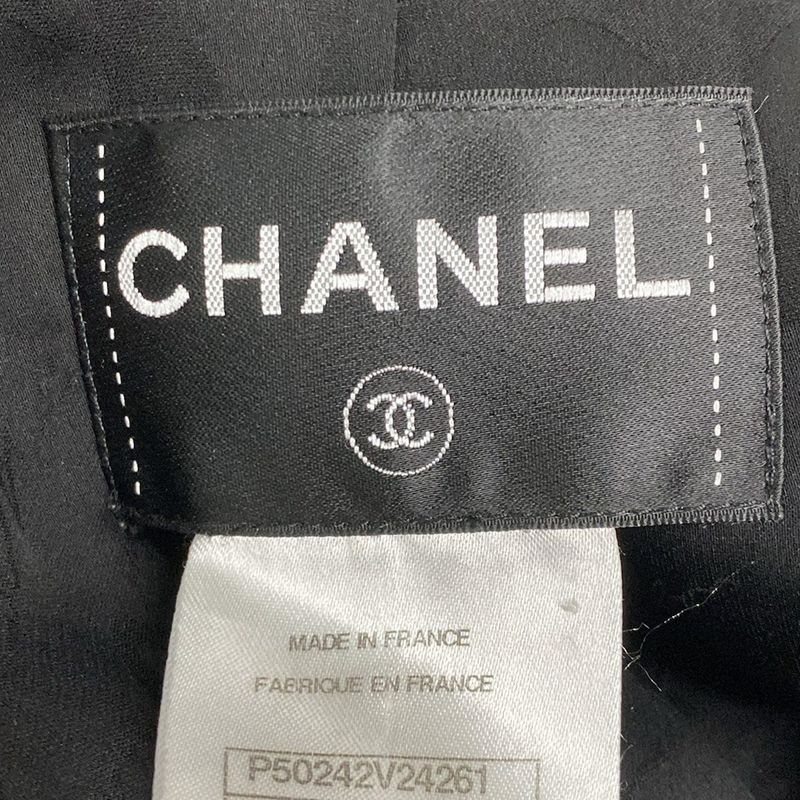 CHANEL
MADE IN FRANCE
FABRIQUE EN FRANCE
P50242V24261